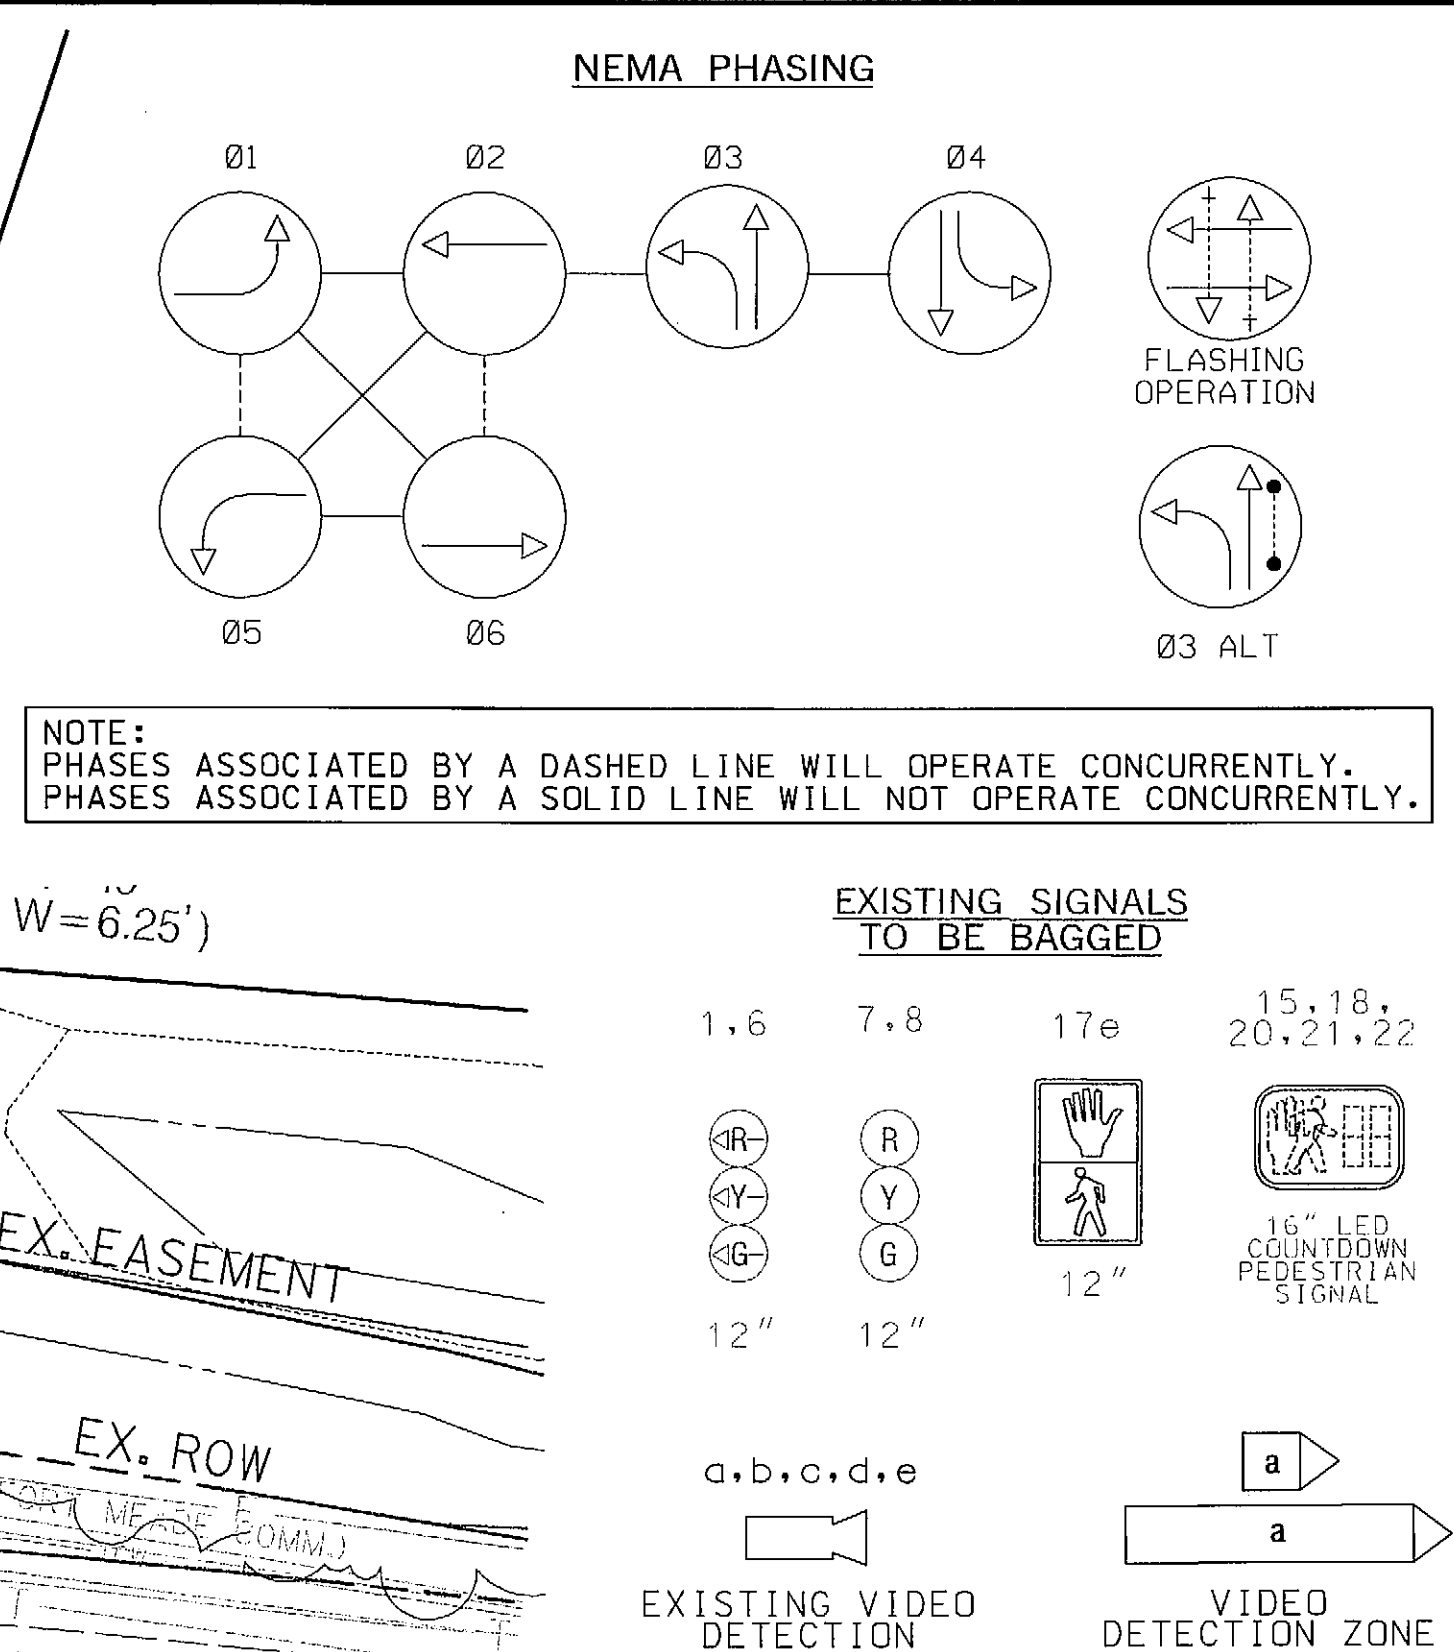 NEMA PHASING
Ø1
Ø2
Ø3
Ø4
FLASHING
OPERATION
Ø5
Ø6
Ø3 ALT
NOTE:
PHASES ASSOCIATED BY A DASHED LINE WILL OPERATE CONCURRENTLY.
PHASES ASSOCIATED BY A SOLID LINE WILL NOT OPERATE CONCURRENTLY.
W=6.25')
EX. EASEMENT
EX. ROW
MEADE COMM.)
EXISTING SIGNALS
TO BE BAGGED
1,6
7,8
17e
15,18,
20,21,22
R
Y
G
12"
R
Y
G
12"
12"
16" LED
COUNTDOWN
PEDESTRIAN
SIGNAL
a,b,c,d,e
EXISTING VIDEO
DETECTION
a
a
VIDEO
DETECTION ZONE